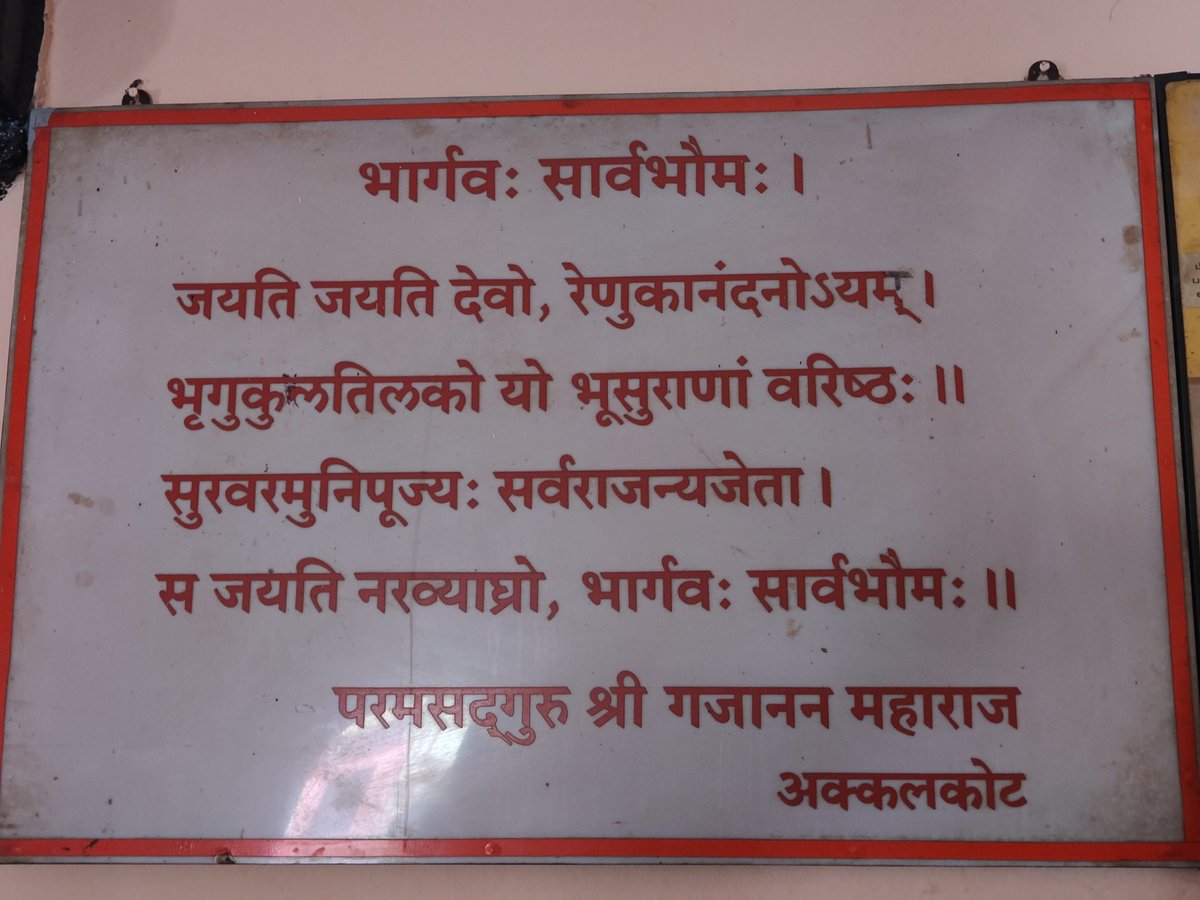 भार्गवः सार्वभौमः ।
जयति जयति देवो, रेणुकानंदनोऽयम् ।
भृगुकुलतिलको यो भूसुराणां वरिष्ठः ।।
सुरवरमुनिपूज्यः सर्वराजन्यजेता ।
स जयति नरव्याघ्रो, भार्गवः सार्वभौमः ।।
परमसद्‌गुरु श्री गजानन महाराज
अक्कलकोट